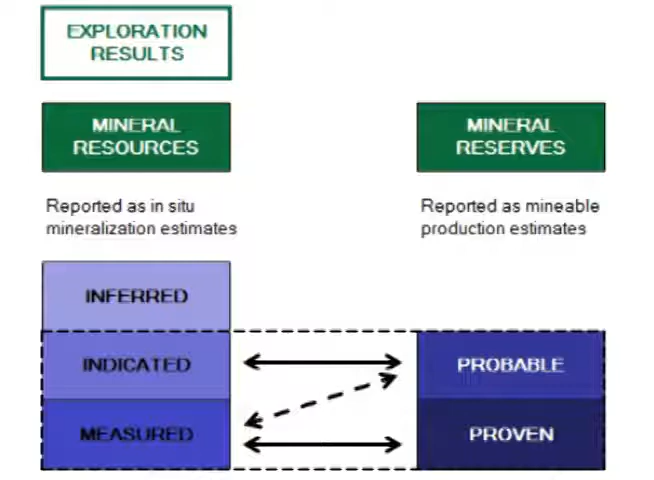 EXPLORATION
RESULTS
MINERAL
RESOURCES
MINERAL
RESERVES
Reported as in situ
mineralization estimates
Reported as mineable
production estimates
INFERRED
INDICATED
PROBABLE
MEASURED
PROVEN